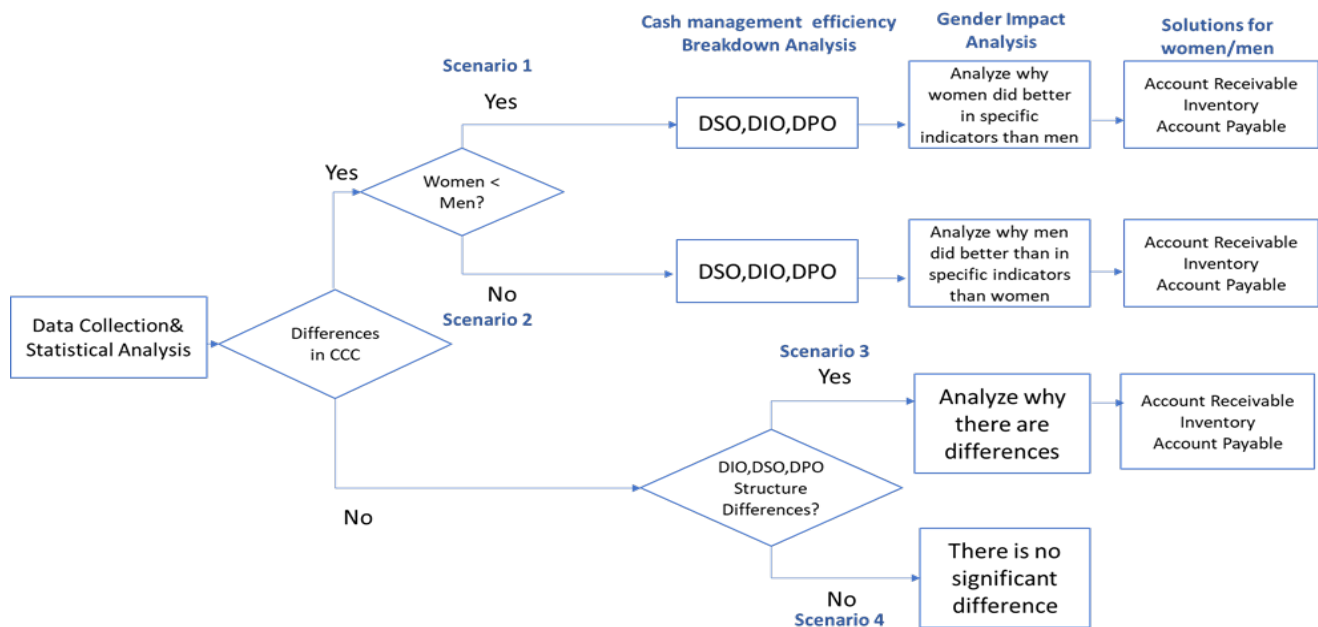 Cash management efficiency
Breakdown Analysis
Gender Impact
Analysis
Solutions for
women/men
Scenario 1
Yes
DSO,DIO,DPO
Analyze why
women did better
in specific
indicators than men
Account Receivable
Inventory
Account Payable
Yes
Women <
Men?
No
Scenario 2
DSO,DIO,DPO
Analyze why men
did better than in
specific indicators
than women
Account Receivable
Inventory
Account Payable
Data Collection&
Statistical Analysis
Differences
in CCC
No
Scenario 3
Yes
Analyze why
there are
differences
Account Receivable
Inventory
Account Payable
DIO,DSO,DPO
Structure
Differences?
No
Scenario 4
There is no
significant
difference